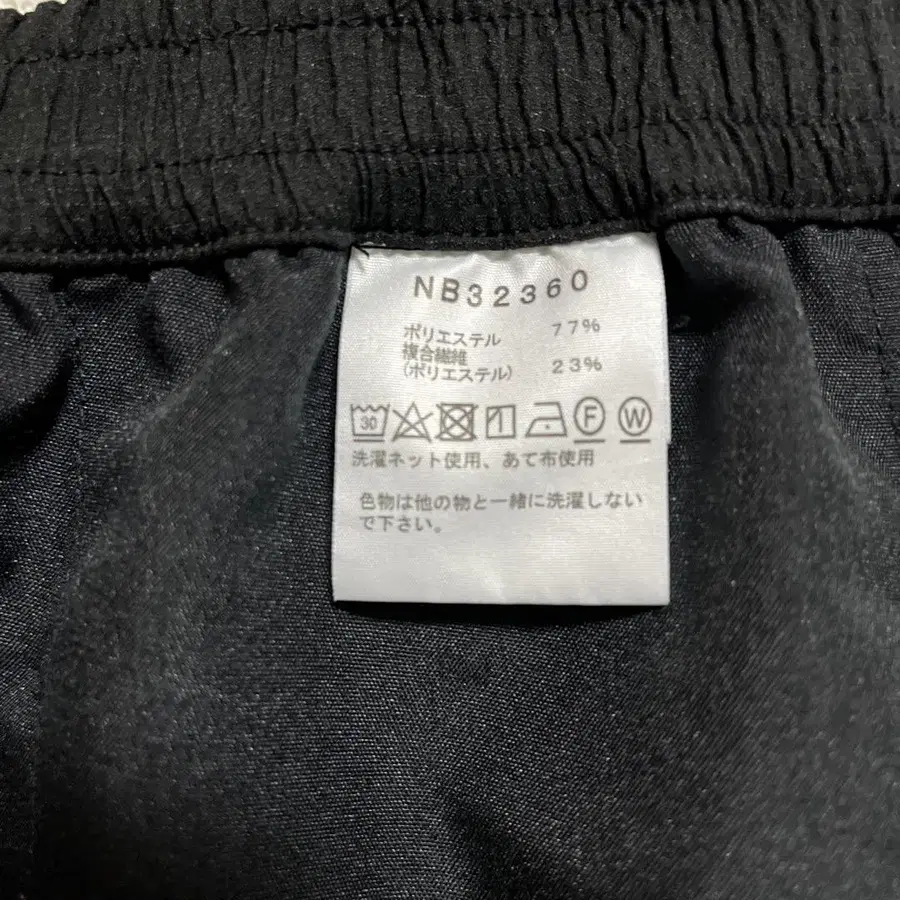 NB32360
ポリエステル 77%
複合繊維
(ポリエステル) 23%
30 F W
洗濯ネット使用、あて布使用
色物は他の物と一緒に洗濯しない
で下さい。